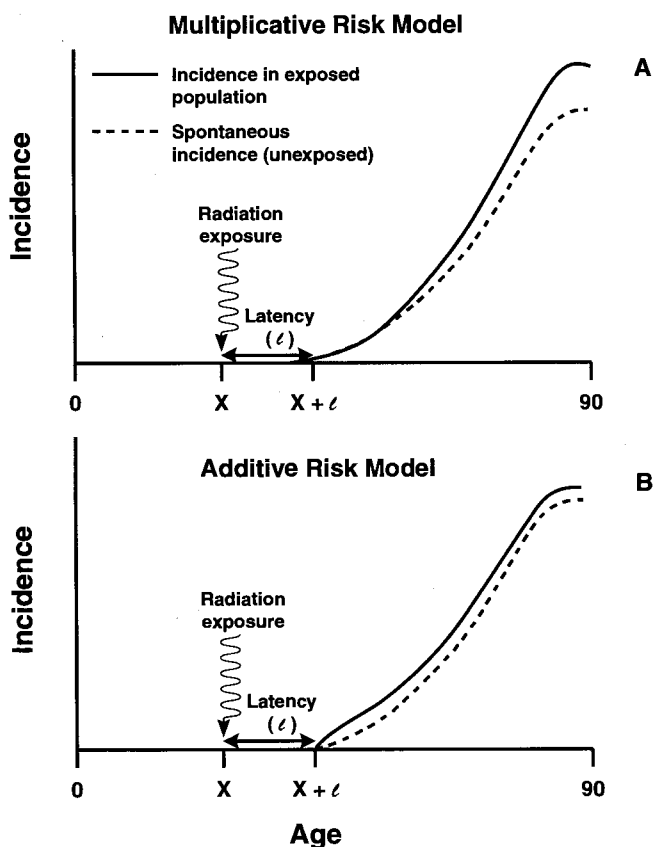 Multiplicative Risk Model
A
Incidence in exposed
population
Spontaneous
incidence (unexposed)
Incidence
Radiation
exposure
Latency
(ℓ)
0
X
X + ℓ
90
Additive Risk Model
B
Incidence
Radiation
exposure
Latency
(ℓ)
0
X
X + ℓ
90
Age